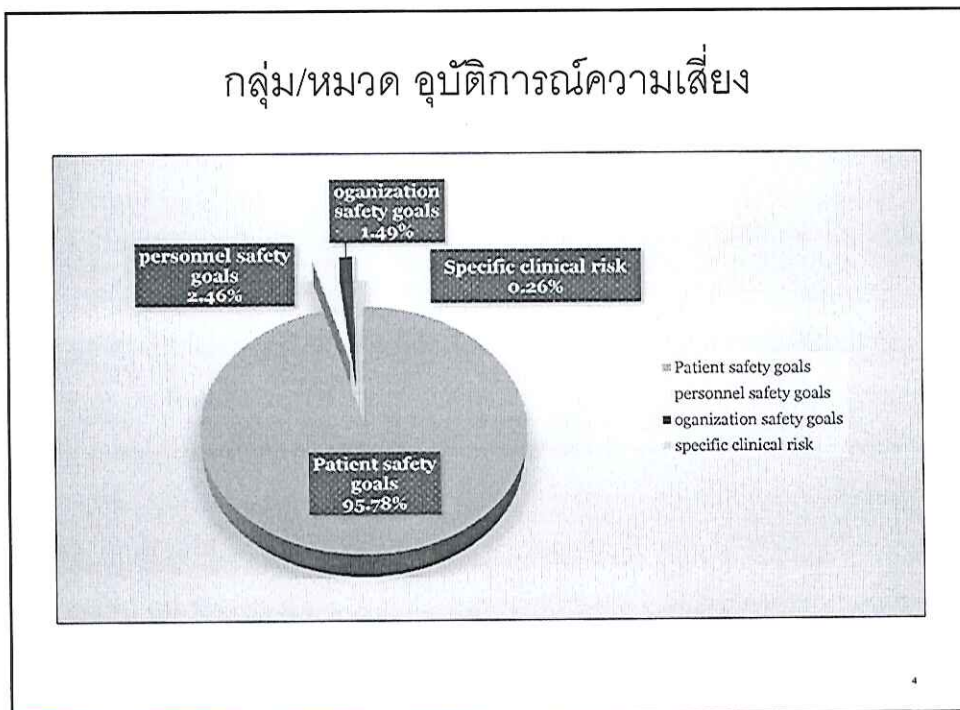 กลุ่ม/หมวด อุบัติการณ์ความเสี่ยง
oganization
safety goals
1.49%
personnel safety
goals
2.46%
Specific clinical risk
0.26%
Patient safety
goals
95.78%
Patient safety goals
personnel safety goals
oganization safety goals
specific clinical risk
4